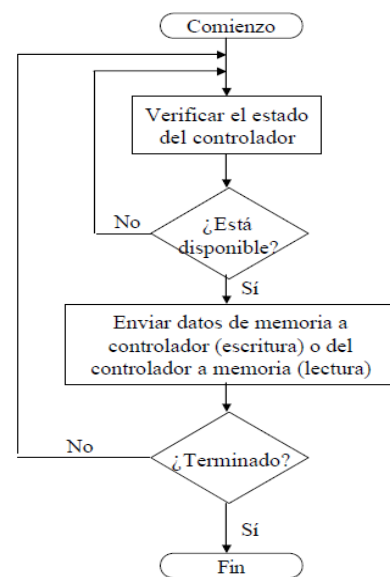 Comienzo
Verificar el estado
del controlador
¿Está
disponible?
No
Sí
Enviar datos de memoria a
controlador (escritura) o del
controlador a memoria (lectura)
¿Terminado?
No
Sí
Fin